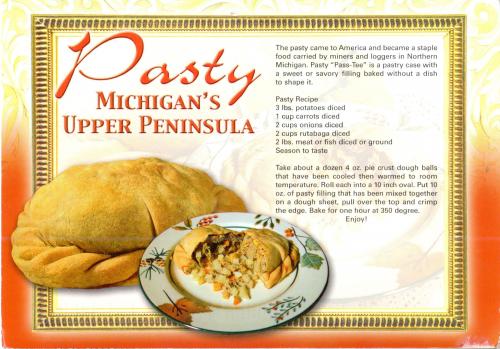 Pasty
MICHIGAN'S
UPPER PENINSULA
The pasty came to America and became a staple
food carried by miners and loggers in Northern
Michigan. Pasty "Pass-Tee" is a pastry case with
a sweet or savory filling baked without a dish
to shape it.
Pasty Recipe
3 lbs. potatoes diced
1 cup carrots diced
2 cups onions diced
2 cups rutabaga diced
2 lbs. meat or fish diced or ground
Season to taste
Take about a dozen 4 oz. pie crust dough balls
that have been cooled then warmed to room
temperature. Roll each into a 10 inch oval. Put 10
oz. of pasty filling that has been mixed together
on a dough sheet, pull over the top and crimp
the edge. Bake for one hour at 350 degree.
Enjoy!